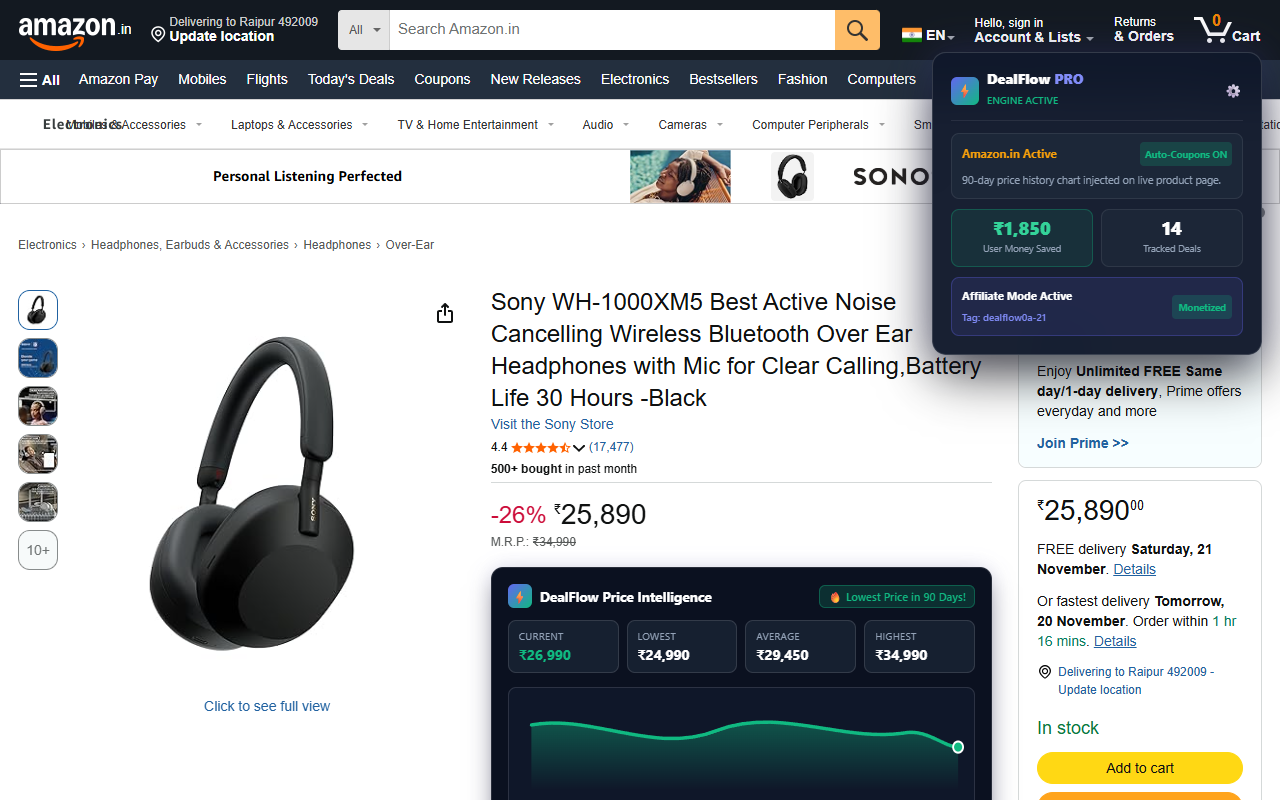 amazon.in
Delivering to Raipur 492009
Update location
All
Search Amazon.in
EN
Hello, sign in
Account & Lists
Returns
& Orders
0
Cart
All
Amazon Pay
Mobiles
Flights
Today's Deals
Coupons
New Releases
Electronics
Bestsellers
Fashion
Computers
Electronics
Mobiles & Accessories
Laptops & Accessories
TV & Home Entertainment
Audio
Cameras
Computer Peripherals
Sm
Personal Listening Perfected
SONO
DealFlow PRO
ENGINE ACTIVE
Amazon.in Active
Auto-Coupons ON
90-day price history chart injected on live product page.
₹1,850
User Money Saved
14
Tracked Deals
Affiliate Mode Active
Tag: dealflow0a-21
Monetized
Electronics › Headphones, Earbuds & Accessories › Headphones › Over-Ear
10+
SONY
Click to see full view
Sony WH-1000XM5 Best Active Noise
Cancelling Wireless Bluetooth Over Ear
Headphones with Mic for Clear Calling,Battery
Life 30 Hours -Black
Visit the Sony Store
4.4 (17,477)
500+ bought in past month
-26% ₹25,890
M.R.P.: ₹34,990
DealFlow Price Intelligence
Lowest Price in 90 Days!
CURRENT
₹26,990
LOWEST
₹24,990
AVERAGE
₹29,450
HIGHEST
₹34,990
Enjoy Unlimited FREE Same
day/1-day delivery, Prime offers
everyday and more
Join Prime >>
₹25,89000
FREE delivery Saturday, 21
November. Details
Or fastest delivery Tomorrow,
20 November. Order within 1 hr
16 mins. Details
Delivering to Raipur 492009 -
Update location
In stock
Add to cart